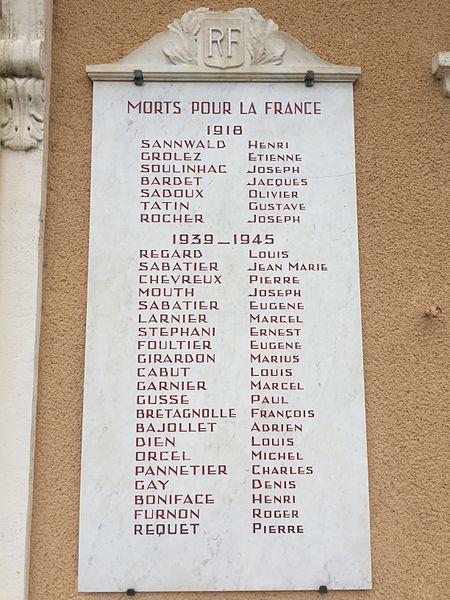 RF
MORTS POUR LA FRANCE
1918
SANNWALD HENRI
GROLEZ ETIENNE
SOULINHAC JOSEPH
BARDET JACQUES
SADOUX OLIVIER
TATIN GUSTAVE
ROCHER JOSEPH
1939_1945
REGARD LOUIS
SABATIER JEAN MARIE
CHEVREUX PIERRE
MOUTH JOSEPH
SABATIER EUGENE
LARNIER MARCEL
STEPHANI ERNEST
FOULTIER EUGENE
GIRARDON MARIUS
CABUT LOUIS
GARNIER MARCEL
GUSSE PAUL
BRETAGNOLLE FRANÇOIS
BAJOLLET ADRIEN
DIEN LOUIS
ORCEL MICHEL
PANNETIER CHARLES
GAY DENIS
BONIFACE HENRI
FURNON ROGER
REQUET PIERRE